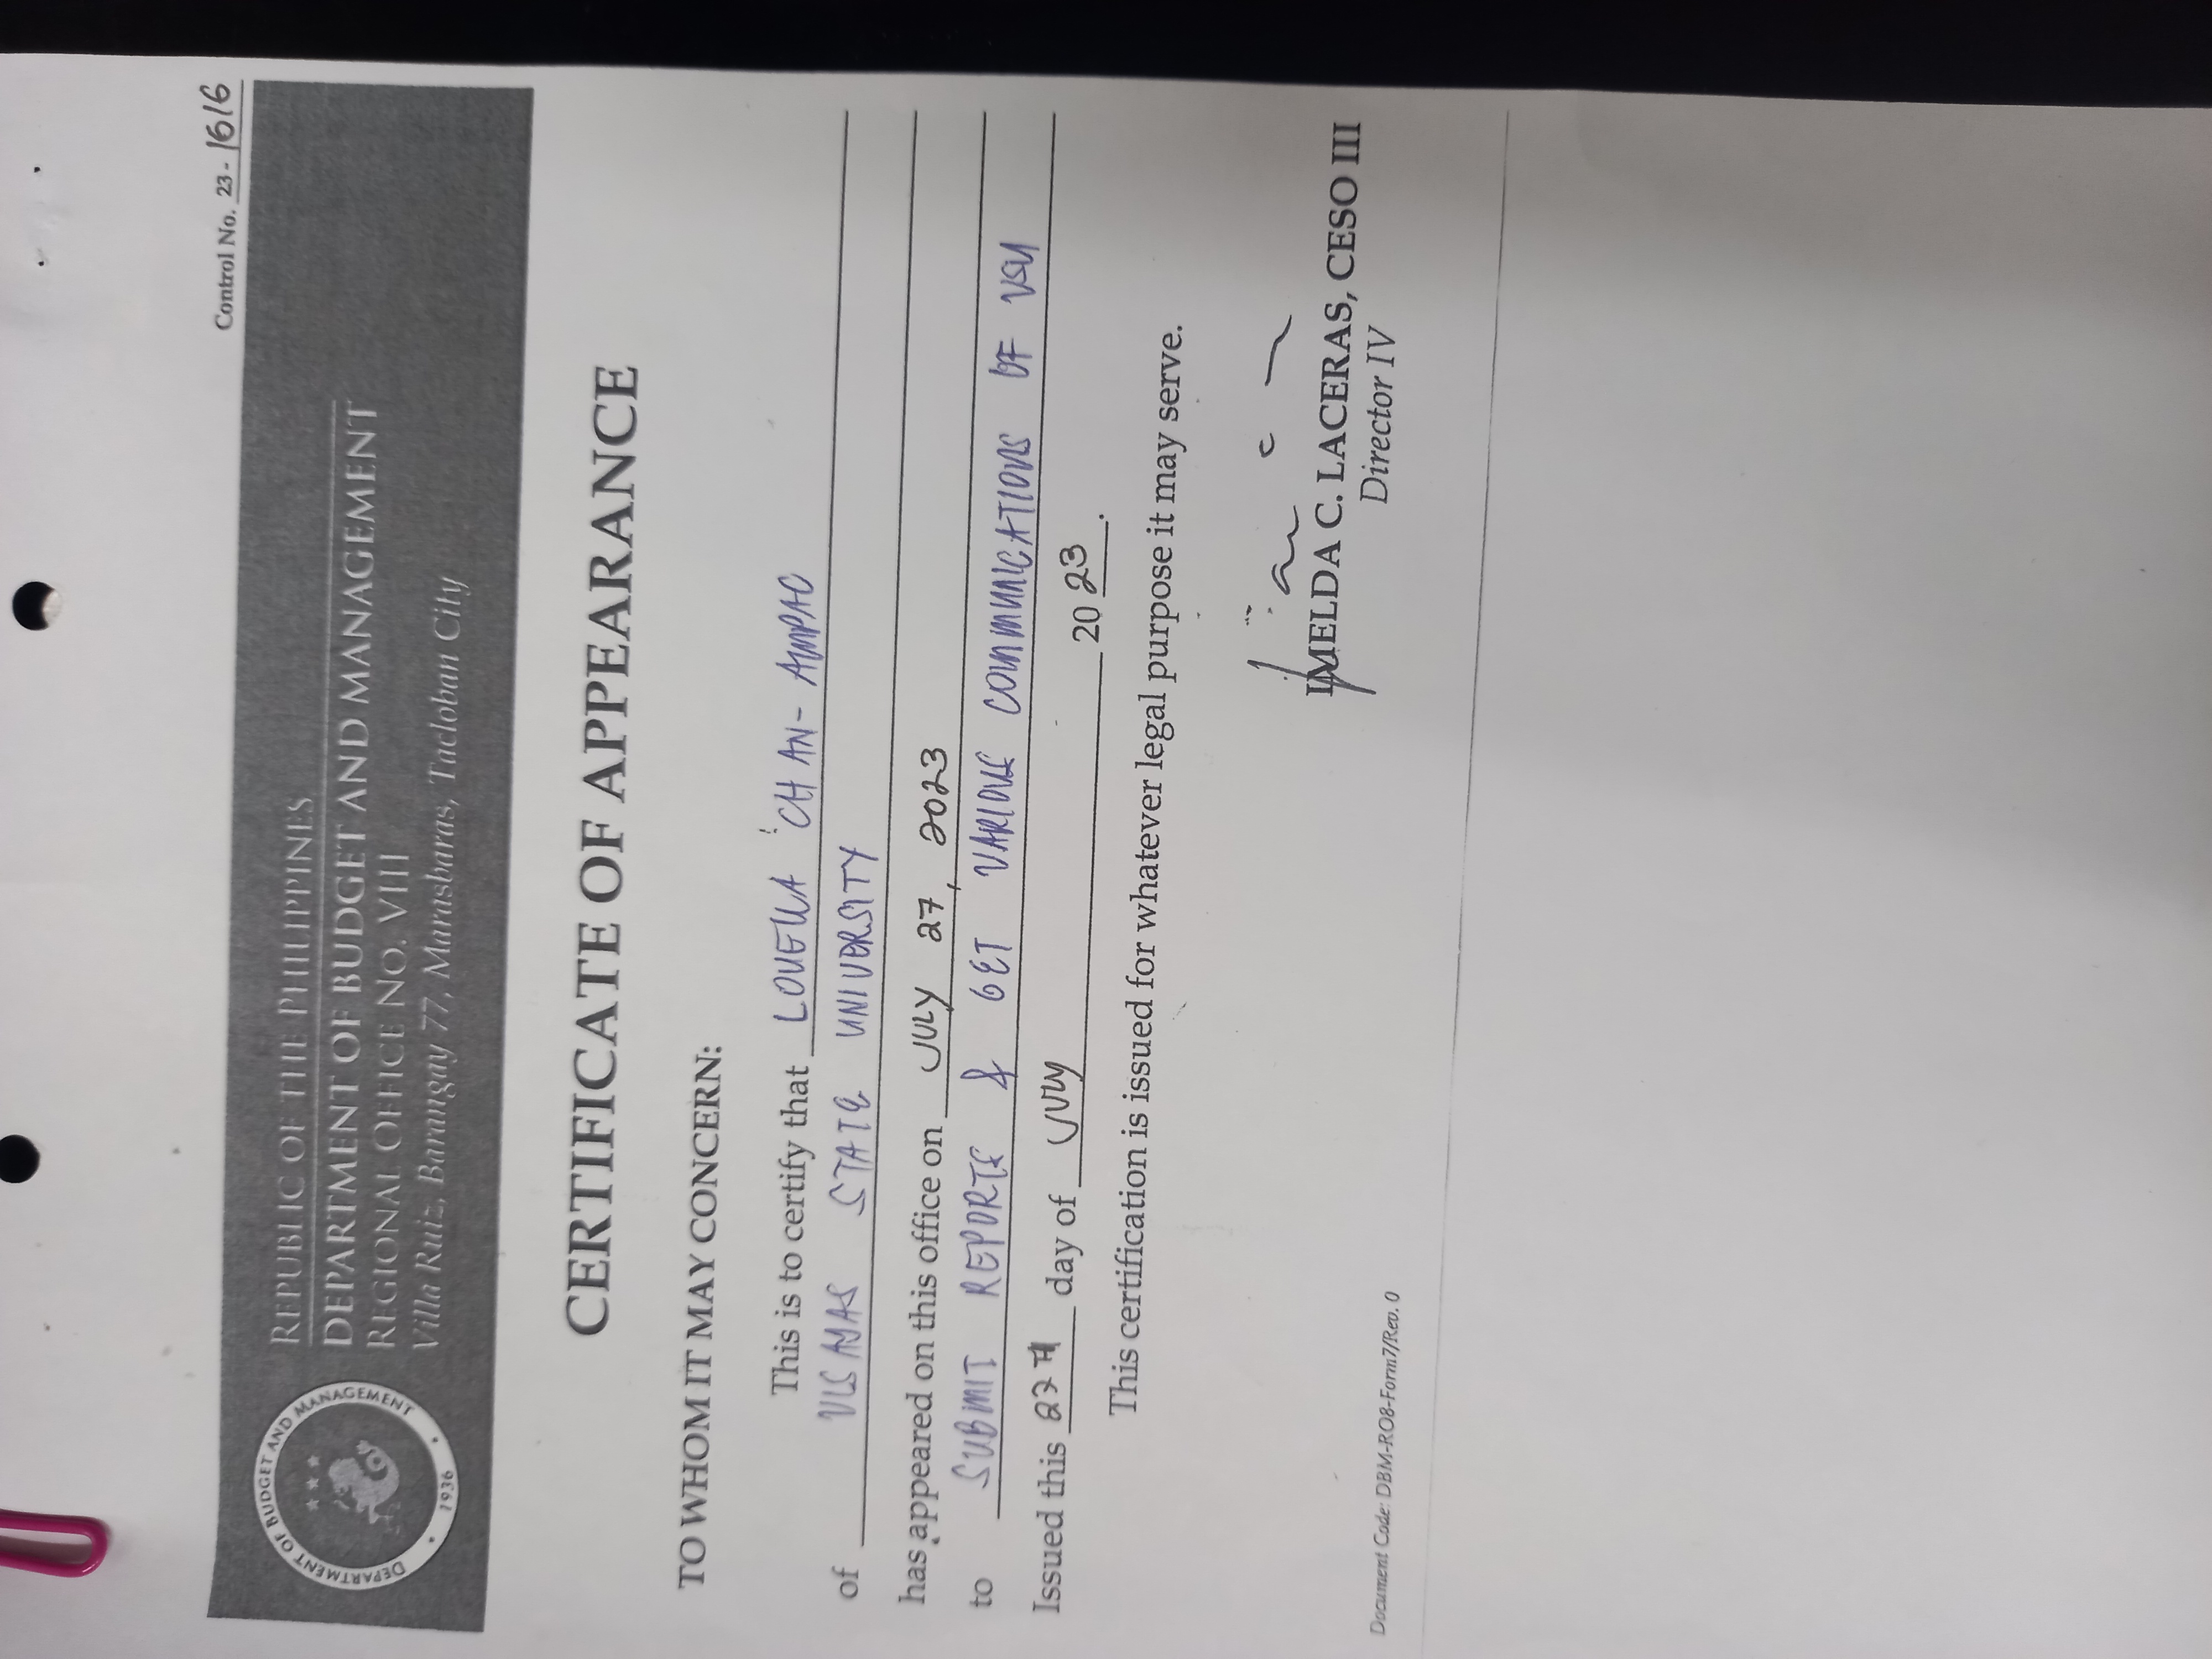 Control No. 23 - 1616
REPUBLIC OF THE PHILIPPINES
DEPARTMENT OF BUDGET AND MANAGEMENT
REGIONAL OFFICE NO. VIII
Villa Ruiz, Barangay 77, Marasbaras, Tacloban City
DEPARTMENT OF BUDGET AND MANAGEMENT
1936
CERTIFICATE OF APPEARANCE
TO WHOM IT MAY CONCERN:
This is to certify that LOUELLA CHAN-AMPAC
of VISAYAS STATE UNIVERSITY
has appeared on this office on JULY 27, 2023
to SUBMIT REPORTS & GET VARIOUS COMMUNICATIONS OF VSU
Issued this 27th day of JULY 2023.
This certification is issued for whatever legal purpose it may serve.
IMELDA C. LACERAS, CESO III
Director IV
Document Code: DBM-RO8-Form7/Rev. 0